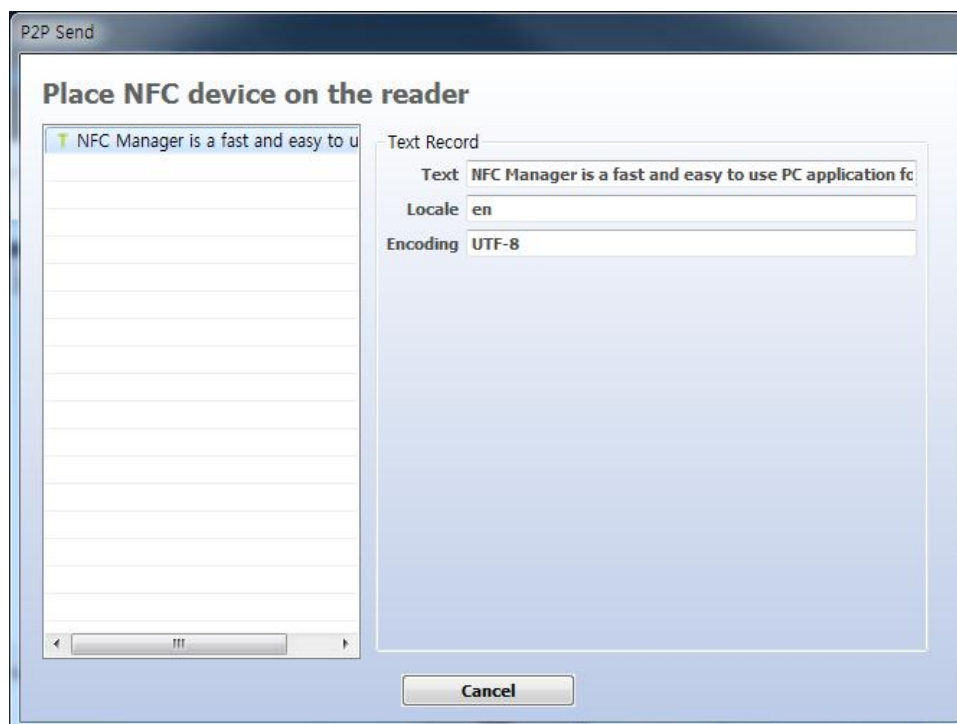 P2P Send
Place NFC device on the reader
NFC Manager is a fast and easy to u
Text Record
Text NFC Manager is a fast and easy to use PC application fo
Locale en
Encoding UTF-8
Cancel